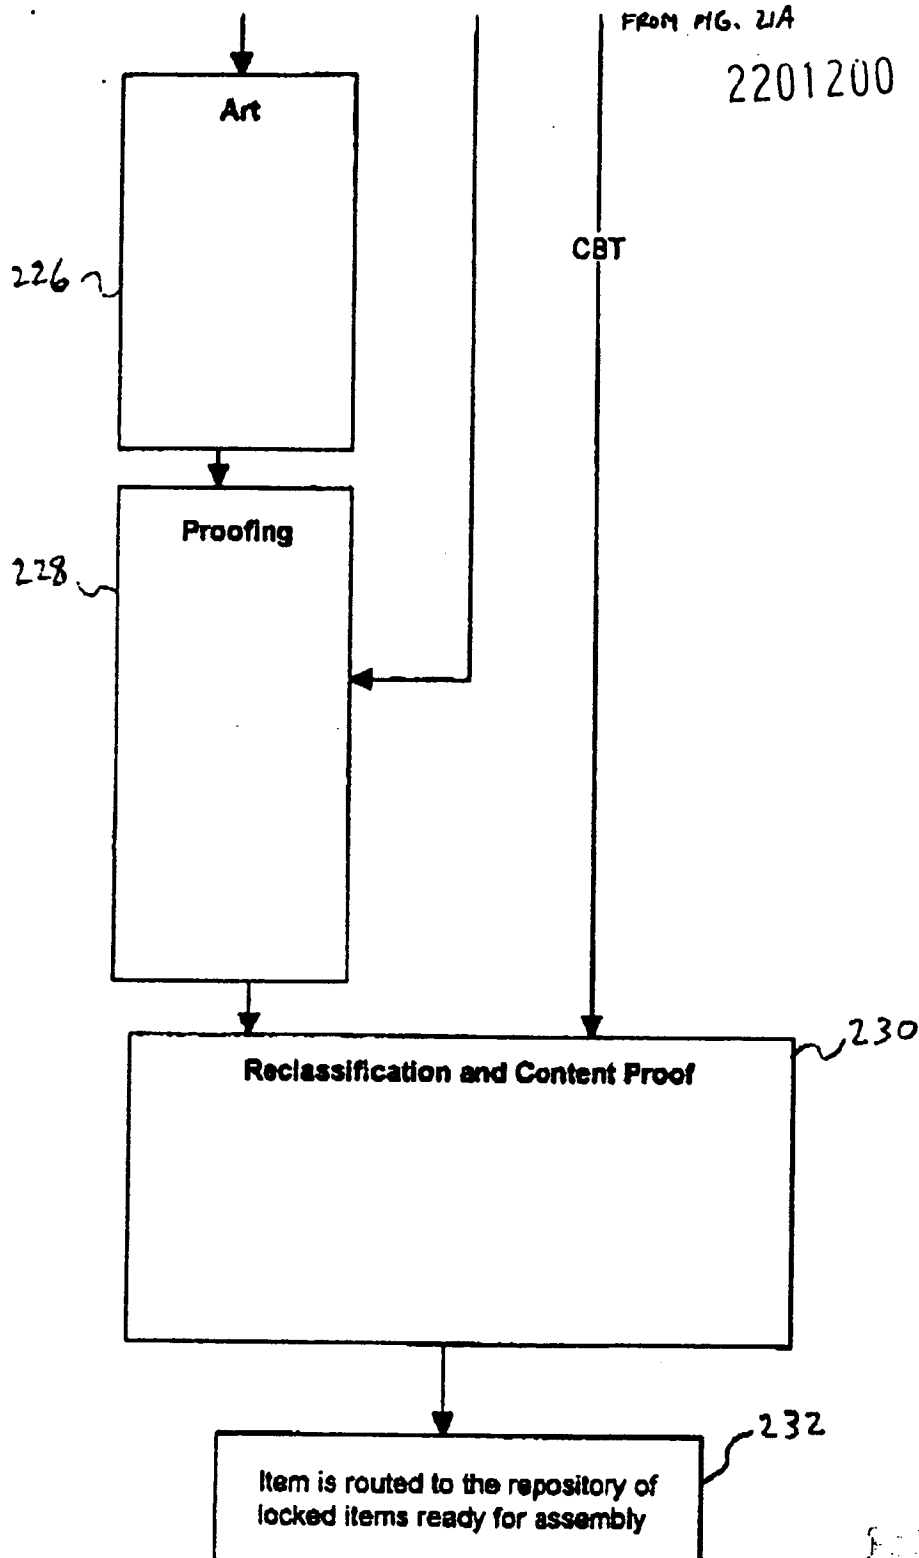 FROM FIG. 21A
2201200
Art
CBT
226
Proofing
228
230
Reclassification and Content Proof
232
Item is routed to the repository of
locked items ready for assembly